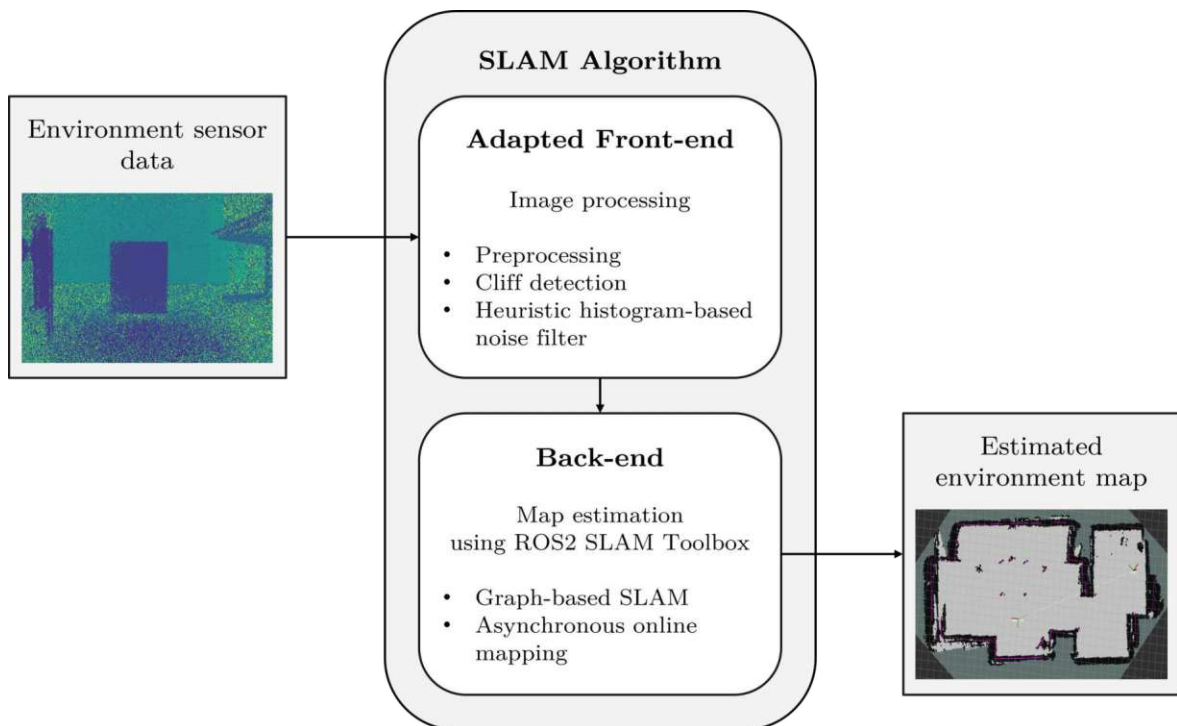 SLAM Algorithm
Environment sensor
data
Adapted Front-end
Image processing
• Preprocessing
• Cliff detection
• Heuristic histogram-based
noise filter
Back-end
Map estimation
using ROS2 SLAM Toolbox
• Graph-based SLAM
• Asynchronous online
mapping
Estimated
environment map